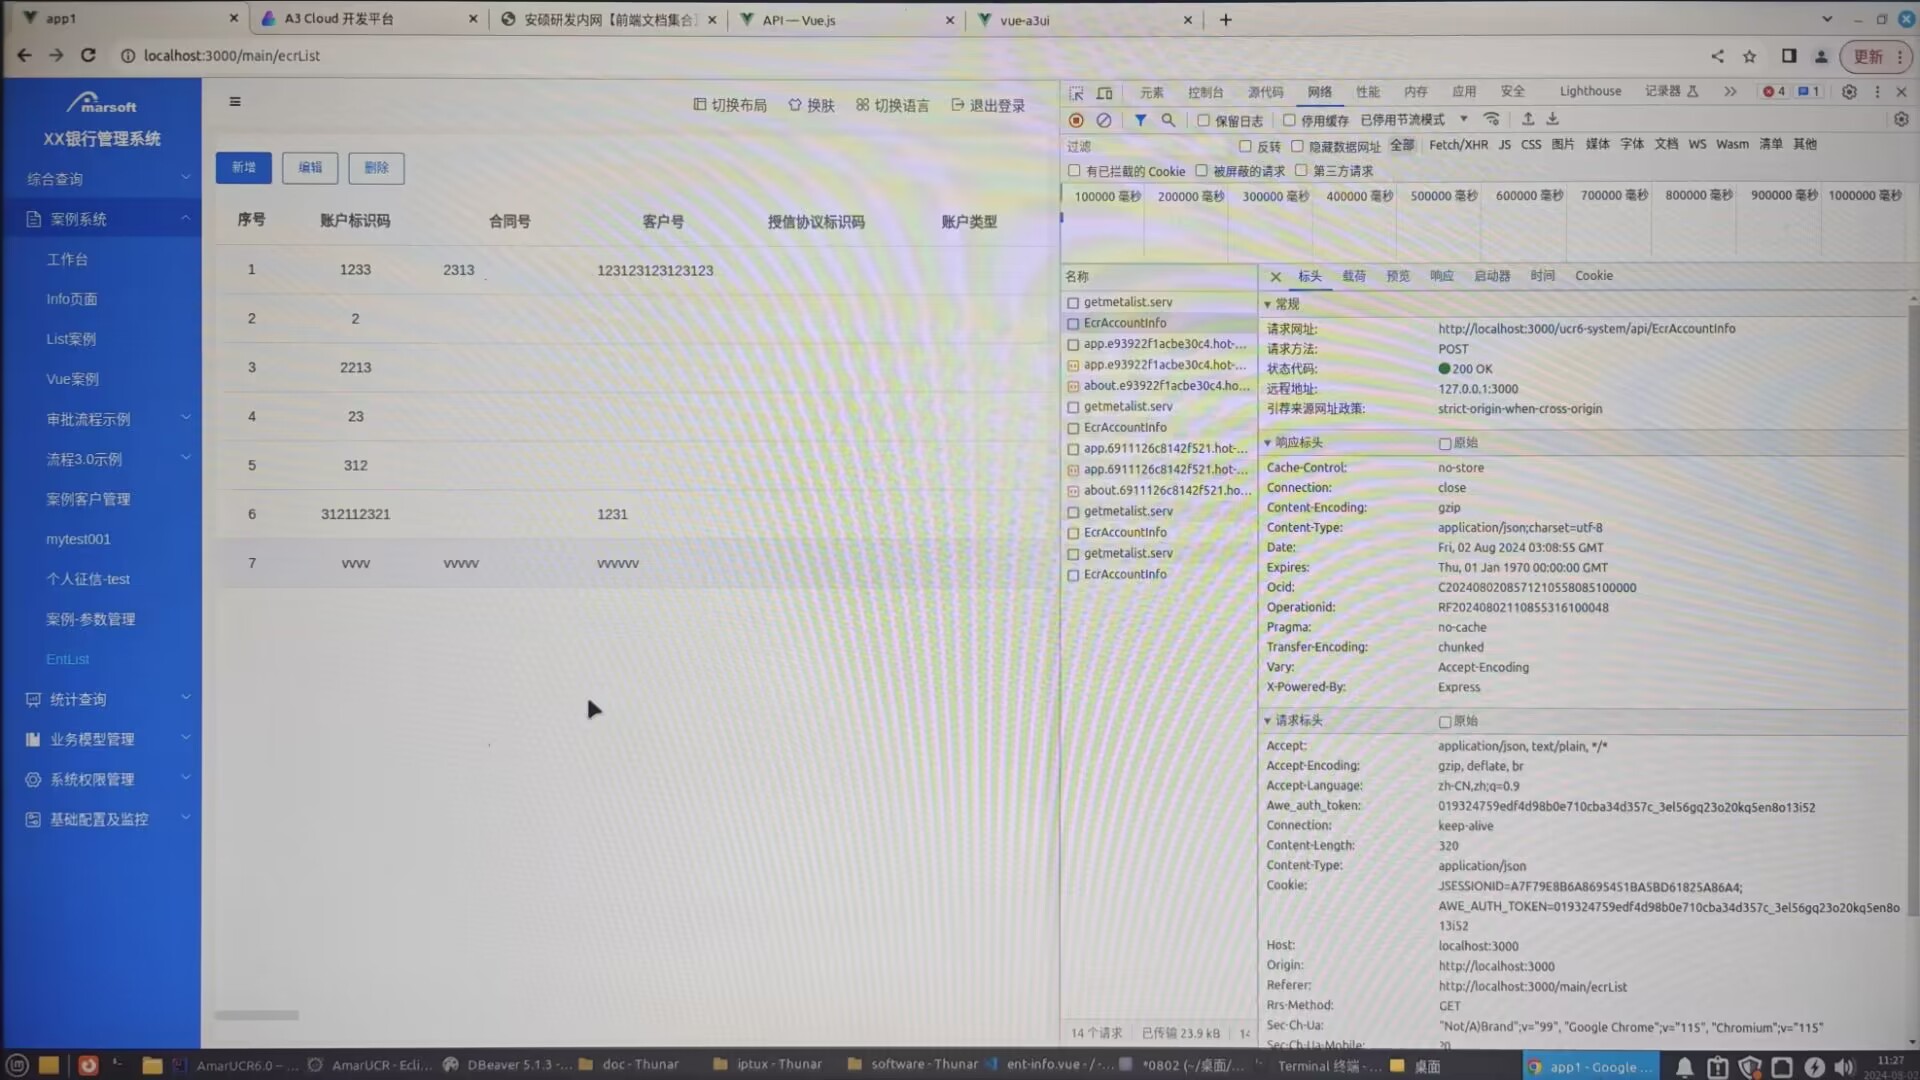 app1
A3 Cloud 开发平台
安硕研发内网【前端文档集合】
API — Vue.js
vue-a3ui
localhost:3000/main/ecrList
更新
marsoft
XX银行管理系统
综合查询
案例系统
工作台
Info页面
List案例
Vue案例
审批流程示例
流程3.0示例
案例客户管理
mytest001
个人征信-test
案例-参数管理
EntList
统计查询
业务模型管理
系统权限管理
基础配置及监控
切换布局 换肤 切换语言 退出登录
新增 编辑 删除
序号 账户标识码 合同号 客户号 授信协议标识码 账户类型
1 1233 2313 123123123123123
2 2
3 2213
4 23
5 312
6 312112321 1231
7 vvvv vvvvv vvvvvv
元素 控制台 源代码 网络 性能 内存 应用 安全 Lighthouse 记录器 4 1
保留日志 停用缓存 已停用节流模式
过滤 反转 隐藏数据网址 全部 Fetch/XHR JS CSS 图片 媒体 字体 文档 WS Wasm 清单 其他
有已拦截的 Cookie 被屏蔽的请求 第三方请求
100000 毫秒 200000 毫秒 300000 毫秒 400000 毫秒 500000 毫秒 600000 毫秒 700000 毫秒 800000 毫秒 900000 毫秒 1000000 毫秒
名称
getmetalist.serv
EcrAccountInfo
app.e93922f1acbe30c4.hot-...
app.e93922f1acbe30c4.hot-...
about.e93922f1acbe30c4.ho...
getmetalist.serv
EcrAccountInfo
app.6911126c8142f521.hot-...
app.6911126c8142f521.hot-...
about.6911126c8142f521.ho...
getmetalist.serv
EcrAccountInfo
getmetalist.serv
EcrAccountInfo
14 个请求 已传输 23.9 kB
标头 载荷 预览 响应 启动器 时间 Cookie
常规
请求网址: http://localhost:3000/ucr6-system/api/EcrAccountInfo
请求方法: POST
状态代码: 200 OK
远程地址: 127.0.0.1:3000
引荐来源网址政策: strict-origin-when-cross-origin
响应标头 原始
Cache-Control: no-store
Connection: close
Content-Encoding: gzip
Content-Type: application/json;charset=utf-8
Date: Fri, 02 Aug 2024 03:08:55 GMT
Expires: Thu, 01 Jan 1970 00:00:00 GMT
Ocid: C20240802085712105580851​00000
Operationid: RF20240802110855316100048
Pragma: no-cache
Transfer-Encoding: chunked
Vary: Accept-Encoding
X-Powered-By: Express
请求标头 原始
Accept: application/json, text/plain, */*
Accept-Encoding: gzip, deflate, br
Accept-Language: zh-CN,zh;q=0.9
Awe_auth_token: 019324759edf4d98b0e710cba34d357c_3el56gq23o20kq5en8o13i52
Connection: keep-alive
Content-Length: 320
Content-Type: application/json
Cookie: JSESSIONID=A7F79E8B6A8695451BA5BD61825A86A4;
AWE_AUTH_TOKEN=019324759edf4d98b0e710cba34d357c_3el56gq23o20kq5en8o
13i52
Host: localhost:3000
Origin: http://localhost:3000
Referer: http://localhost:3000/main/ecrList
Rrs-Method: GET
Sec-Ch-Ua: "Not/A)Brand";v="99", "Google Chrome";v="115", "Chromium";v="115"
Sec-Ch-Ua-Mobile: ?0
AmarUCR6.0 – ... AmarUCR - Ecli... DBeaver 5.1.3 -... doc - Thunar iptux - Thunar software - Thunar ent-info.vue - /-... *0802 (~/桌面/... Terminal 终端 -... 桌面 app1 - Google ... 11:27
2024-08-02